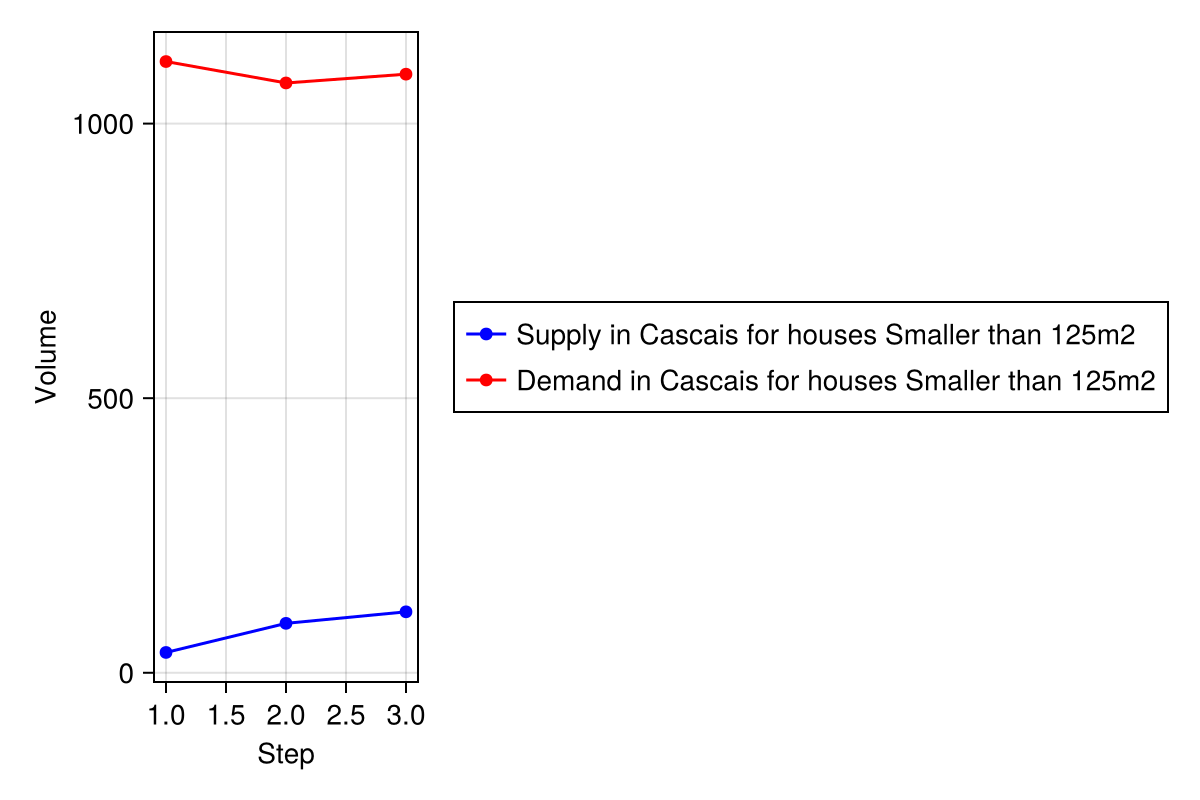 Volume
1000
500
0
1.0 1.5 2.0 2.5 3.0
Step
Supply in Cascais for houses Smaller than 125m2
Demand in Cascais for houses Smaller than 125m2